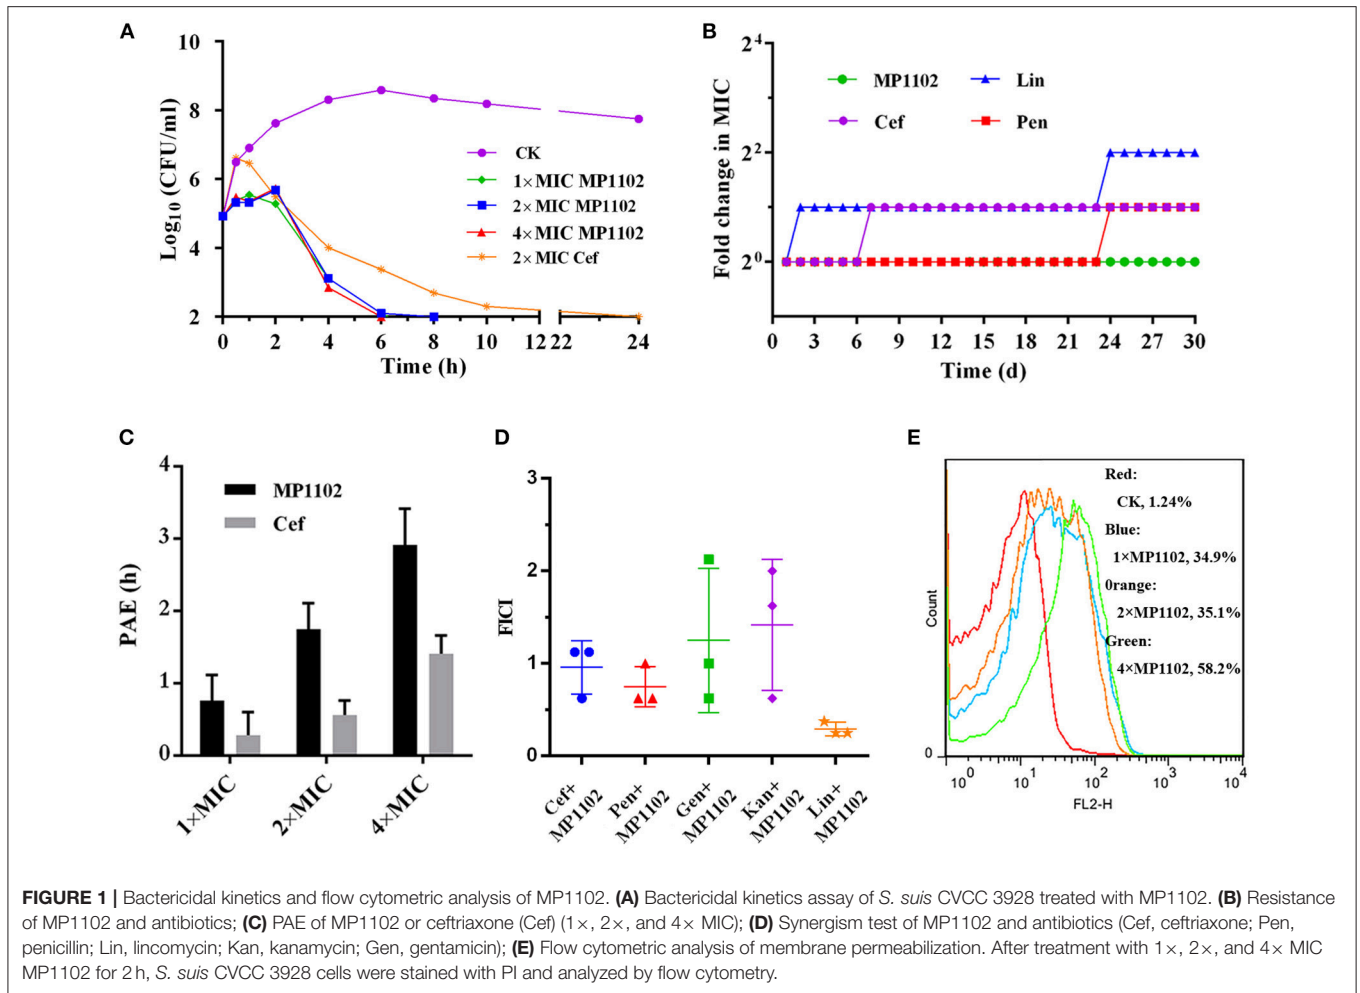 A
10
8
6
4
2
Log10 (CFU/ml)
CK
1×MIC MP1102
2×MIC MP1102
4×MIC MP1102
2×MIC Cef
0 2 4 6 8 10 12 22 24
Time (h)
B
2^4
2^2
2^0
Fold change in MIC
MP1102 Lin
Cef Pen
0 3 6 9 12 15 18 21 24 27 30
Time (d)
C
4
3
2
1
0
PAE (h)
MP1102
Cef
1×MIC 2×MIC 4×MIC
D
3
2
1
0
FICI
Cef+ MP1102
Pen+ MP1102
Gen+ MP1102
Kan+ MP1102
Lin+ MP1102
E
Red:
CK, 1.24%
Blue:
1×MP1102, 34.9%
0range:
2×MP1102, 35.1%
Green:
4×MP1102, 58.2%
Count
0
10^0 10^1 10^2 10^3 10^4
FL2-H
FIGURE 1 | Bactericidal kinetics and flow cytometric analysis of MP1102. (A) Bactericidal kinetics assay of S. suis CVCC 3928 treated with MP1102. (B) Resistance
of MP1102 and antibiotics; (C) PAE of MP1102 or ceftriaxone (Cef) (1×, 2×, and 4× MIC); (D) Synergism test of MP1102 and antibiotics (Cef, ceftriaxone; Pen,
penicillin; Lin, lincomycin; Kan, kanamycin; Gen, gentamicin); (E) Flow cytometric analysis of membrane permeabilization. After treatment with 1×, 2×, and 4× MIC
MP1102 for 2 h, S. suis CVCC 3928 cells were stained with PI and analyzed by flow cytometry.